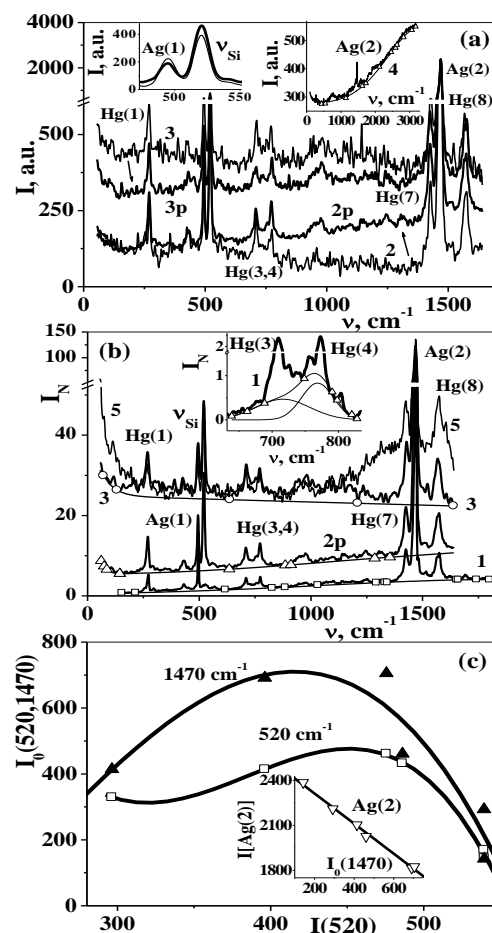 (a)
I, a.u.
4000
3000
500
250
0
Ag(1)
ν_Si
I, a.u.
400
200
0
490
550
ν, cm⁻¹
Ag(2)
4
500
400
300
I, a.u.
0 1000 2000 3000
ν, cm⁻¹
Ag(2)
Hg(8)
Hg(1)
3
3p
Hg(3,4)
Hg(7)
2p
2
0 500 1000 1500
ν, cm⁻¹
(b)
I_N
150
100
40
20
0
Hg(3)
Hg(4)
I_N
2
1
0
1
700 800
ν, cm⁻¹
Ag(2)
Hg(8)
5
5
ν_Si
Hg(1)
3
3
Ag(1)
Hg(3,4)
Hg(7)
2p
1
0 500 1000 1500
ν, cm⁻¹
(c)
I₀(520,1470)
800
600
400
200
0
1470 cm⁻¹
520 cm⁻¹
I[Ag(2)]
2400
2100
1800
Ag(2)
I₀(1470)
200 400 600
300 400 500
I(520)